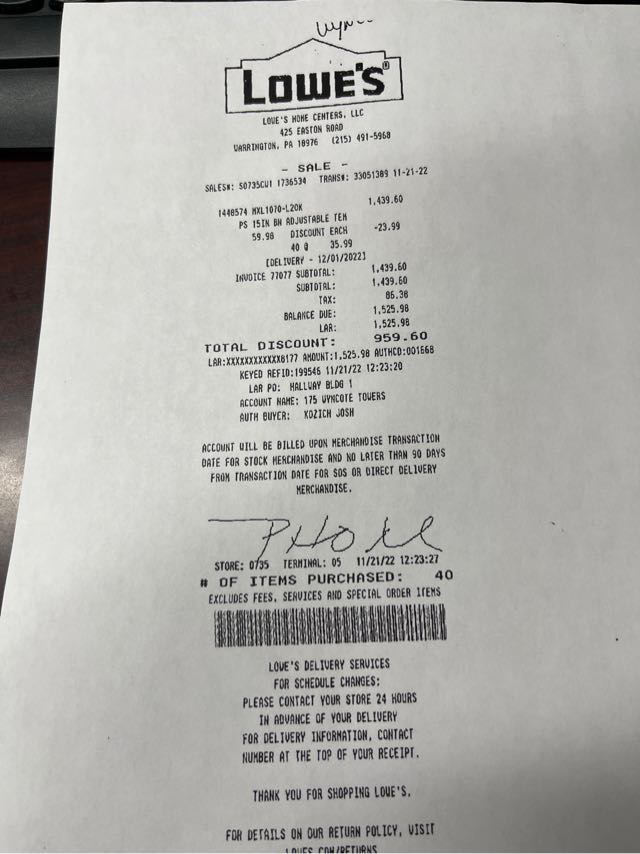 LOWE'S®
LOWE'S HOME CENTERS, LLC
425 EASTON ROAD
WARRINGTON, PA 18976 (215) 491-5968
- SALE -
SALES#: S0735CU1 1736534 TRANS#: 33051389 11-21-22
1448574 MXL1070-L20K 1,439.60
PS 15IN BN ADJUSTABLE TEM
59.98 DISCOUNT EACH -23.99
40 @ 35.99
[DELIVERY - 12/01/2022]
INVOICE 77077 SUBTOTAL: 1,439.60
SUBTOTAL: 1,439.60
TAX: 86.38
BALANCE DUE: 1,525.98
LAR: 1,525.98
TOTAL DISCOUNT: 959.60
LAR:XXXXXXXXXXXX8177 AMOUNT:1,525.98 AUTHCD:001668
KEYED REFID:199546 11/21/22 12:23:20
LAR PO: HALLWAY BLDG 1
ACCOUNT NAME: 175 WYNCOTE TOWERS
AUTH BUYER: KOZICH JOSH
ACCOUNT WILL BE BILLED UPON MERCHANDISE TRANSACTION
DATE FOR STOCK MERCHANDISE AND NO LATER THAN 90 DAYS
FROM TRANSACTION DATE FOR SOS OR DIRECT DELIVERY
MERCHANDISE.
STORE: 0735 TERMINAL: 05 11/21/22 12:23:27
# OF ITEMS PURCHASED: 40
EXCLUDES FEES, SERVICES AND SPECIAL ORDER ITEMS
LOWE'S DELIVERY SERVICES
FOR SCHEDULE CHANGES:
PLEASE CONTACT YOUR STORE 24 HOURS
IN ADVANCE OF YOUR DELIVERY
FOR DELIVERY INFORMATION, CONTACT
NUMBER AT THE TOP OF YOUR RECEIPT.
THANK YOU FOR SHOPPING LOWE'S.
FOR DETAILS ON OUR RETURN POLICY, VISIT
LOWES.COM/RETURNS